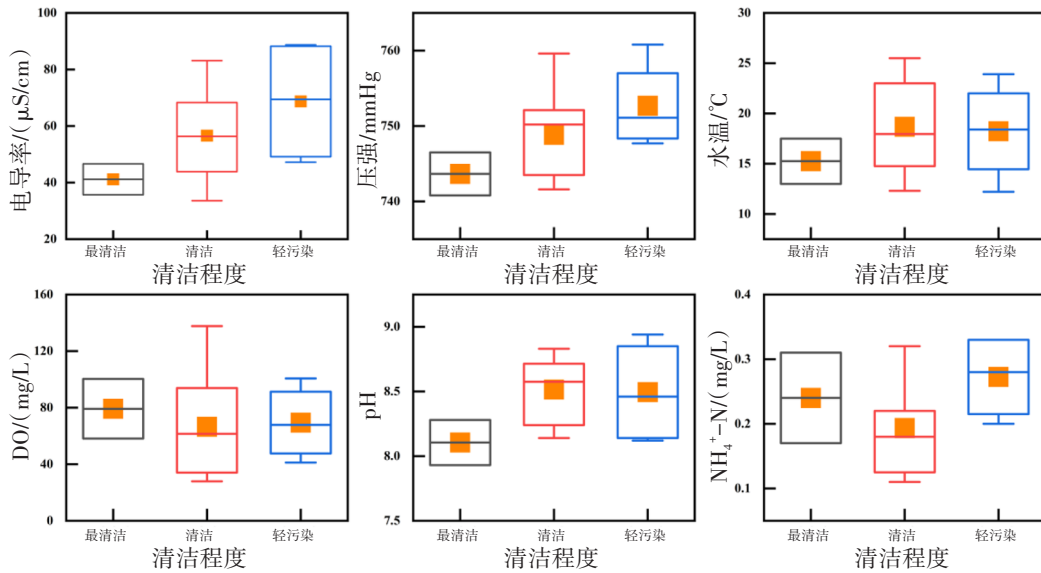 电导率/(μS/cm)
100
80
60
40
20
最清洁 清洁 轻污染
清洁程度
压强/mmHg
760
750
740
最清洁 清洁 轻污染
清洁程度
水温/℃
30
25
20
15
10
最清洁 清洁 轻污染
清洁程度
DO/(mg/L)
160
120
80
40
0
最清洁 清洁 轻污染
清洁程度
pH
9.0
8.5
8.0
7.5
最清洁 清洁 轻污染
清洁程度
NH₄⁺-N/(mg/L)
0.4
0.3
0.2
0.1
最清洁 清洁 轻污染
清洁程度